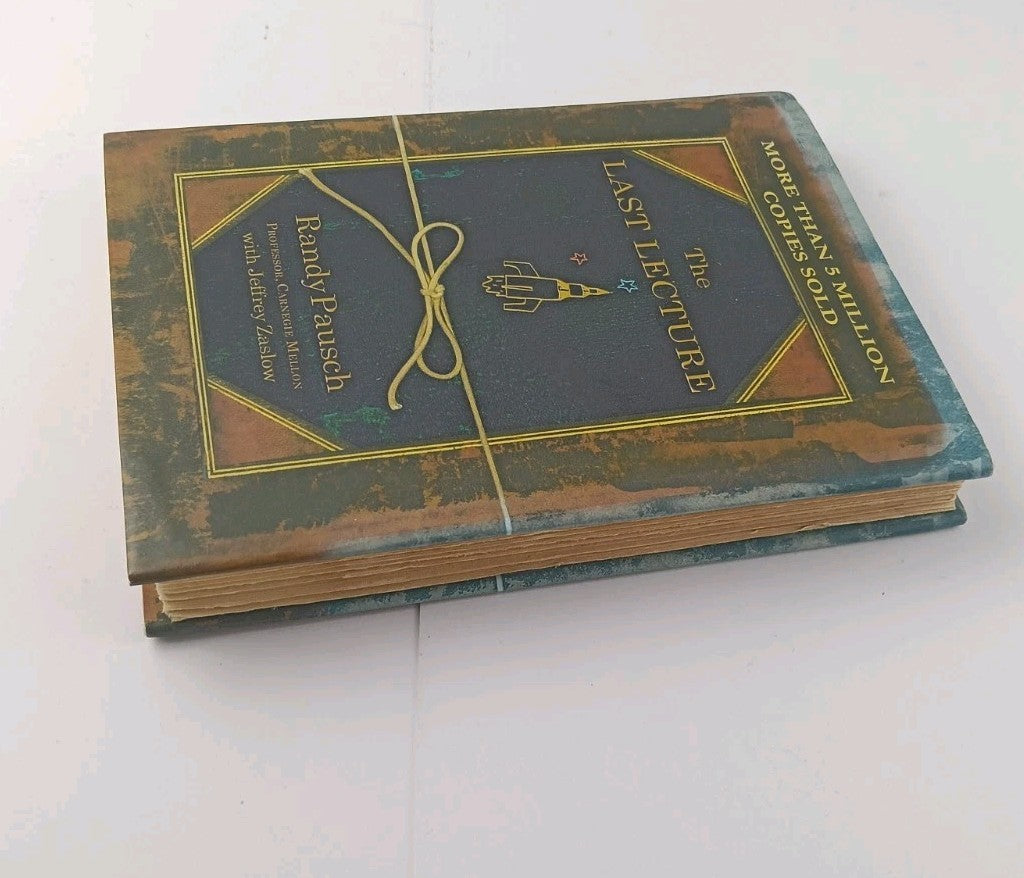 MORE THAN 5 MILLION
COPIES SOLD
The
LAST LECTURE
Randy Pausch
PROFESSOR, CARNEGIE MELLON
with Jeffrey Zaslow